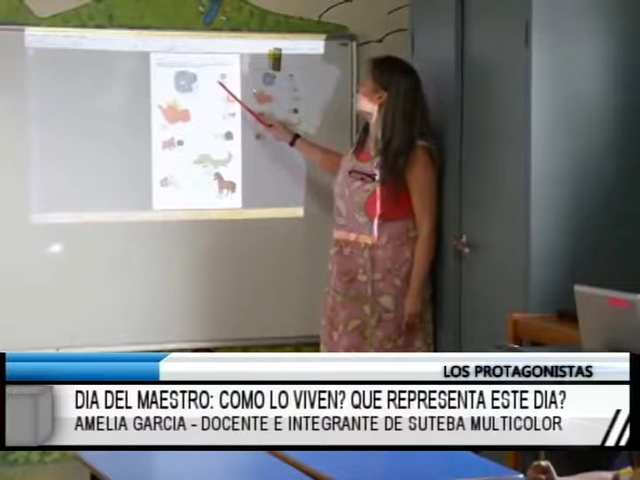 LOS PROTAGONISTAS
DIA DEL MAESTRO: COMO LO VIVEN? QUE REPRESENTA ESTE DIA?
AMELIA GARCIA - DOCENTE E INTEGRANTE DE SUTEBA MULTICOLOR